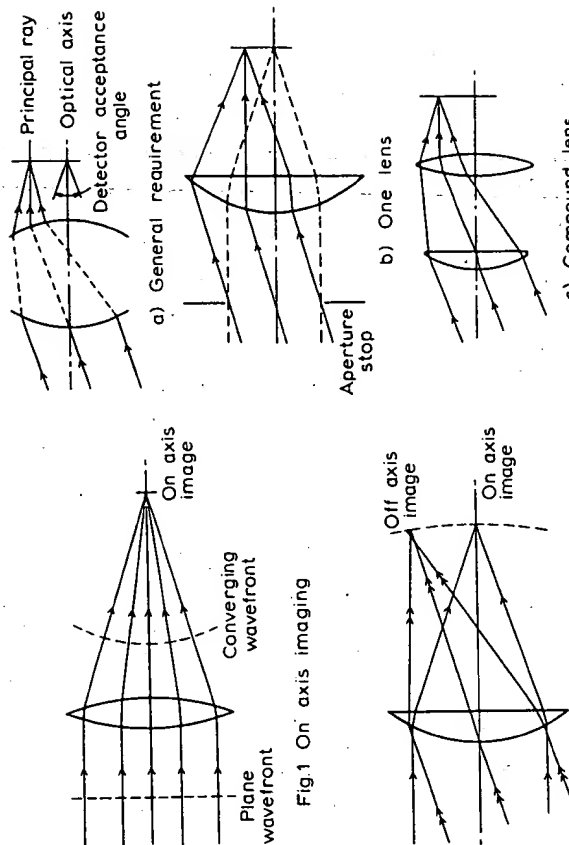 Plane
wavefront
Converging
wavefront
On axis
image
Fig.1 On axis imaging
Off axis
image
On axis
image
Principal ray
Optical axis
Detector acceptance
angle
a) General requirement
Aperture
stop
b) One lens
c) Compound lens